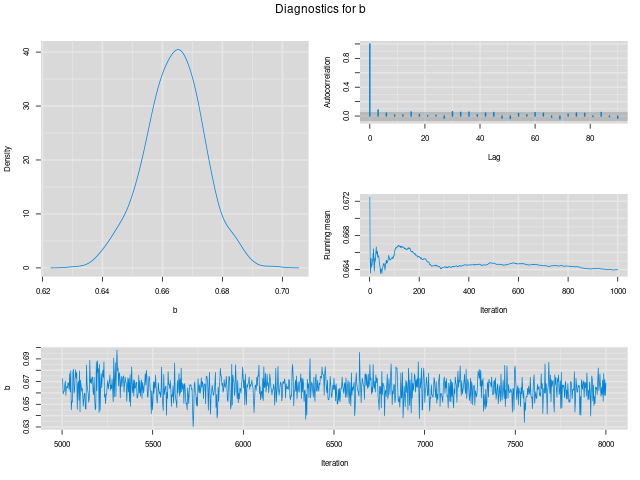 Diagnostics for b
Density
0 10 20 30 40
0.62 0.64 0.66 0.68 0.70
b
Autocorrelation
0.0 0.4 0.8
0 20 40 60 80
Lag
Running mean
0.664 0.668 0.672
0 200 400 600 800 1000
Iteration
b
0.63 0.65 0.67 0.69
5000 5500 6000 6500 7000 7500 8000
Iteration